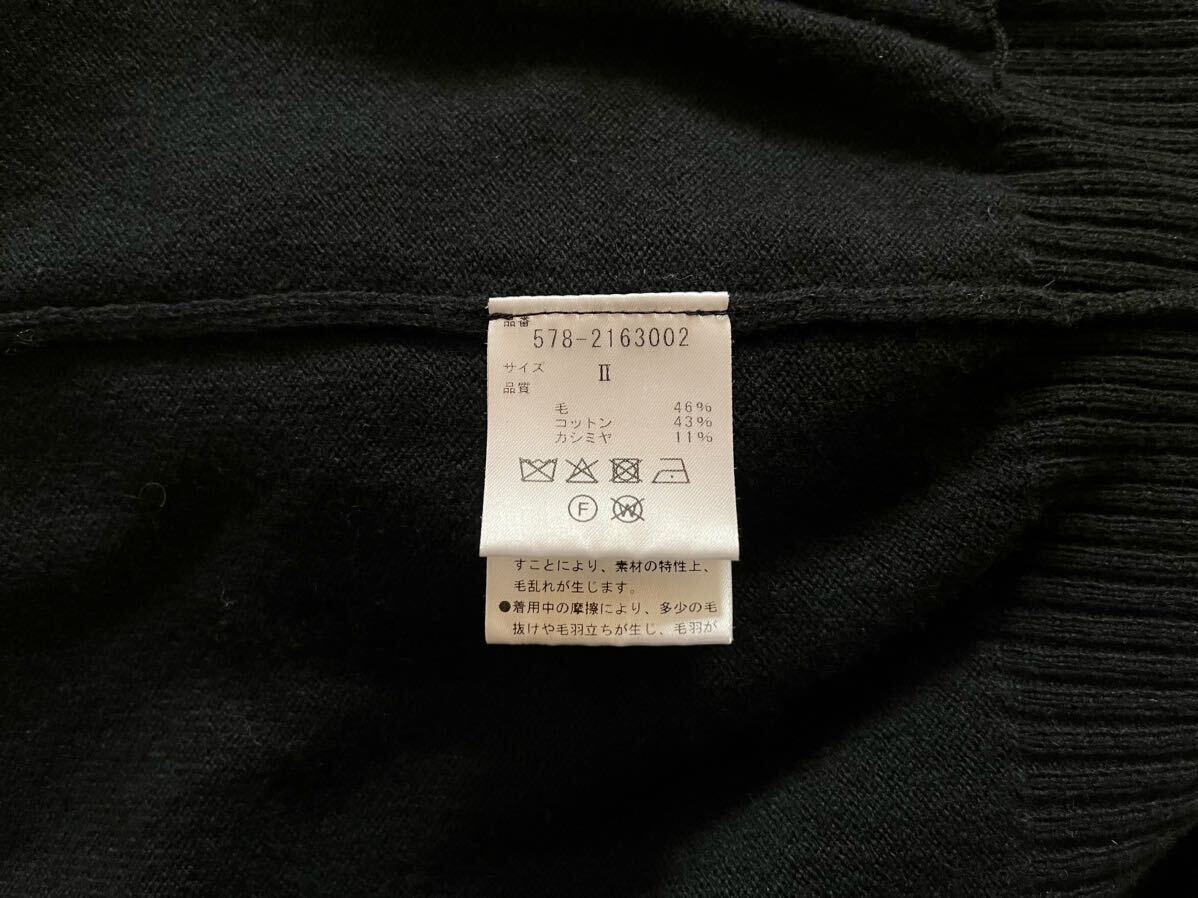 品番
578-2163002
サイズ II
品質
毛 46%
コットン 43%
カシミヤ 11%
F W
すことにより、素材の特性上、
毛乱れが生じます。
●着用中の摩擦により、多少の毛
抜けや毛羽立ちが生じ、毛羽が